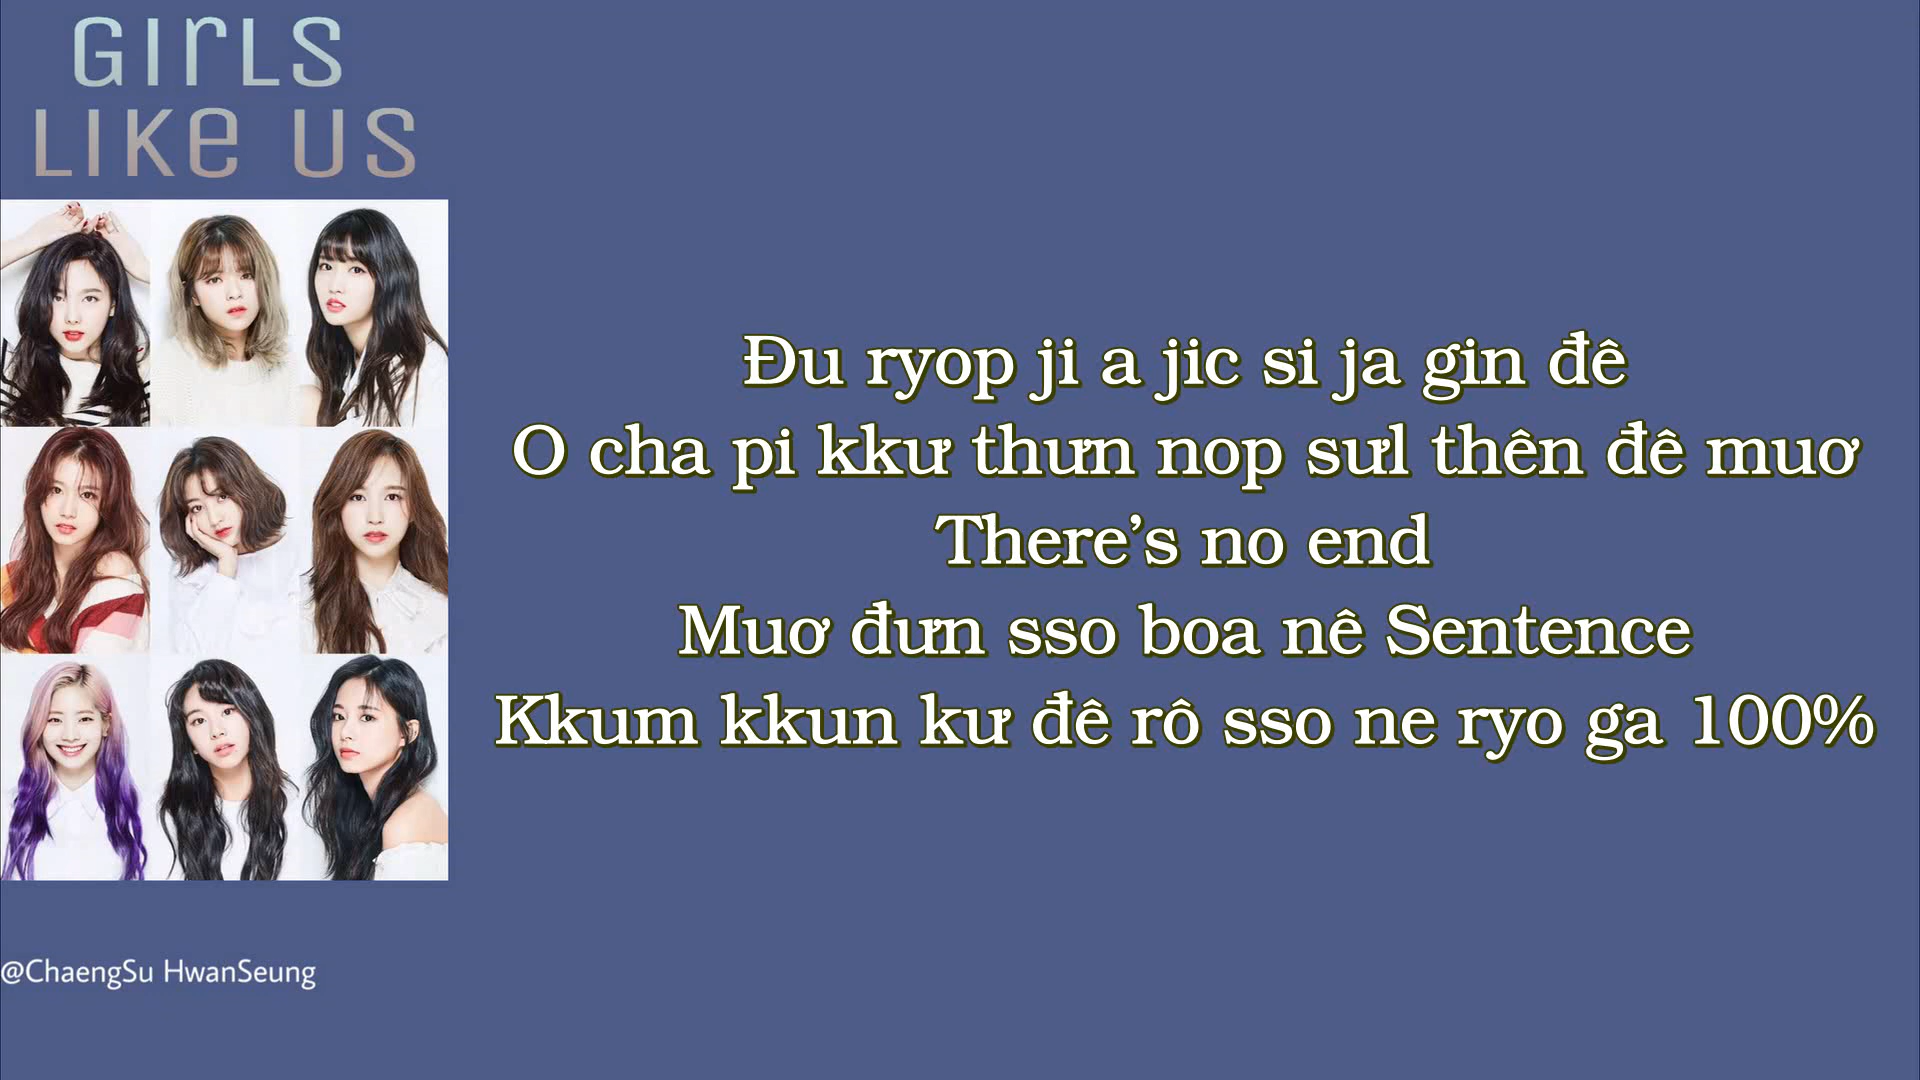 GIrLS
LIKe US
Đu ryop ji a jic si ja gin đê
O cha pi kkư thưn nop sưl thên đê muơ
There’s no end
Muơ đưn sso boa nê Sentence
Kkum kkun kư đê rô sso ne ryo ga 100%
@ChaengSu HwanSeung